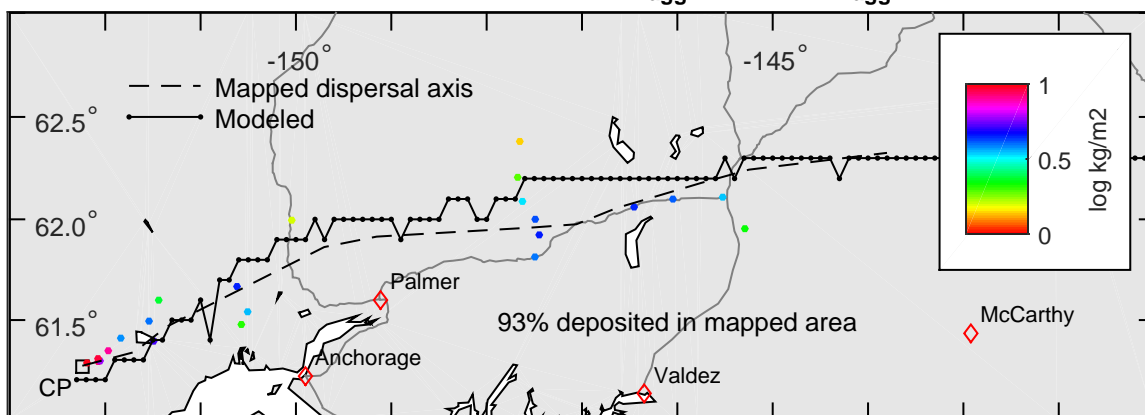 -150°
-145°
Mapped dispersal axis
Modeled
62.5°
62.0°
61.5°
Palmer
Anchorage
CP
93% deposited in mapped area
Valdez
McCarthy
1
0.5
0
log kg/m2